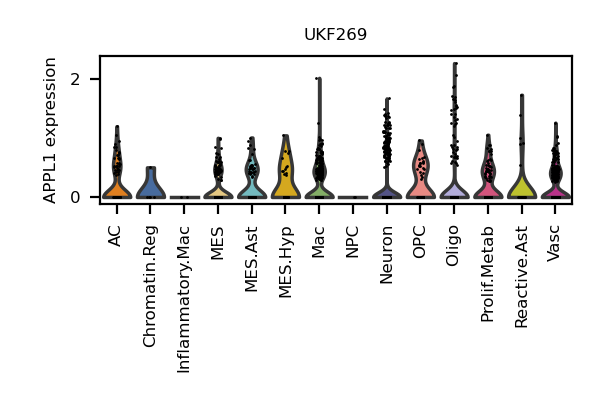 UKF269
APPL1 expression
2
0
AC
Chromatin.Reg
Inflammatory.Mac
MES
MES.Ast
MES.Hyp
Mac
NPC
Neuron
OPC
Oligo
Prolif.Metab
Reactive.Ast
Vasc